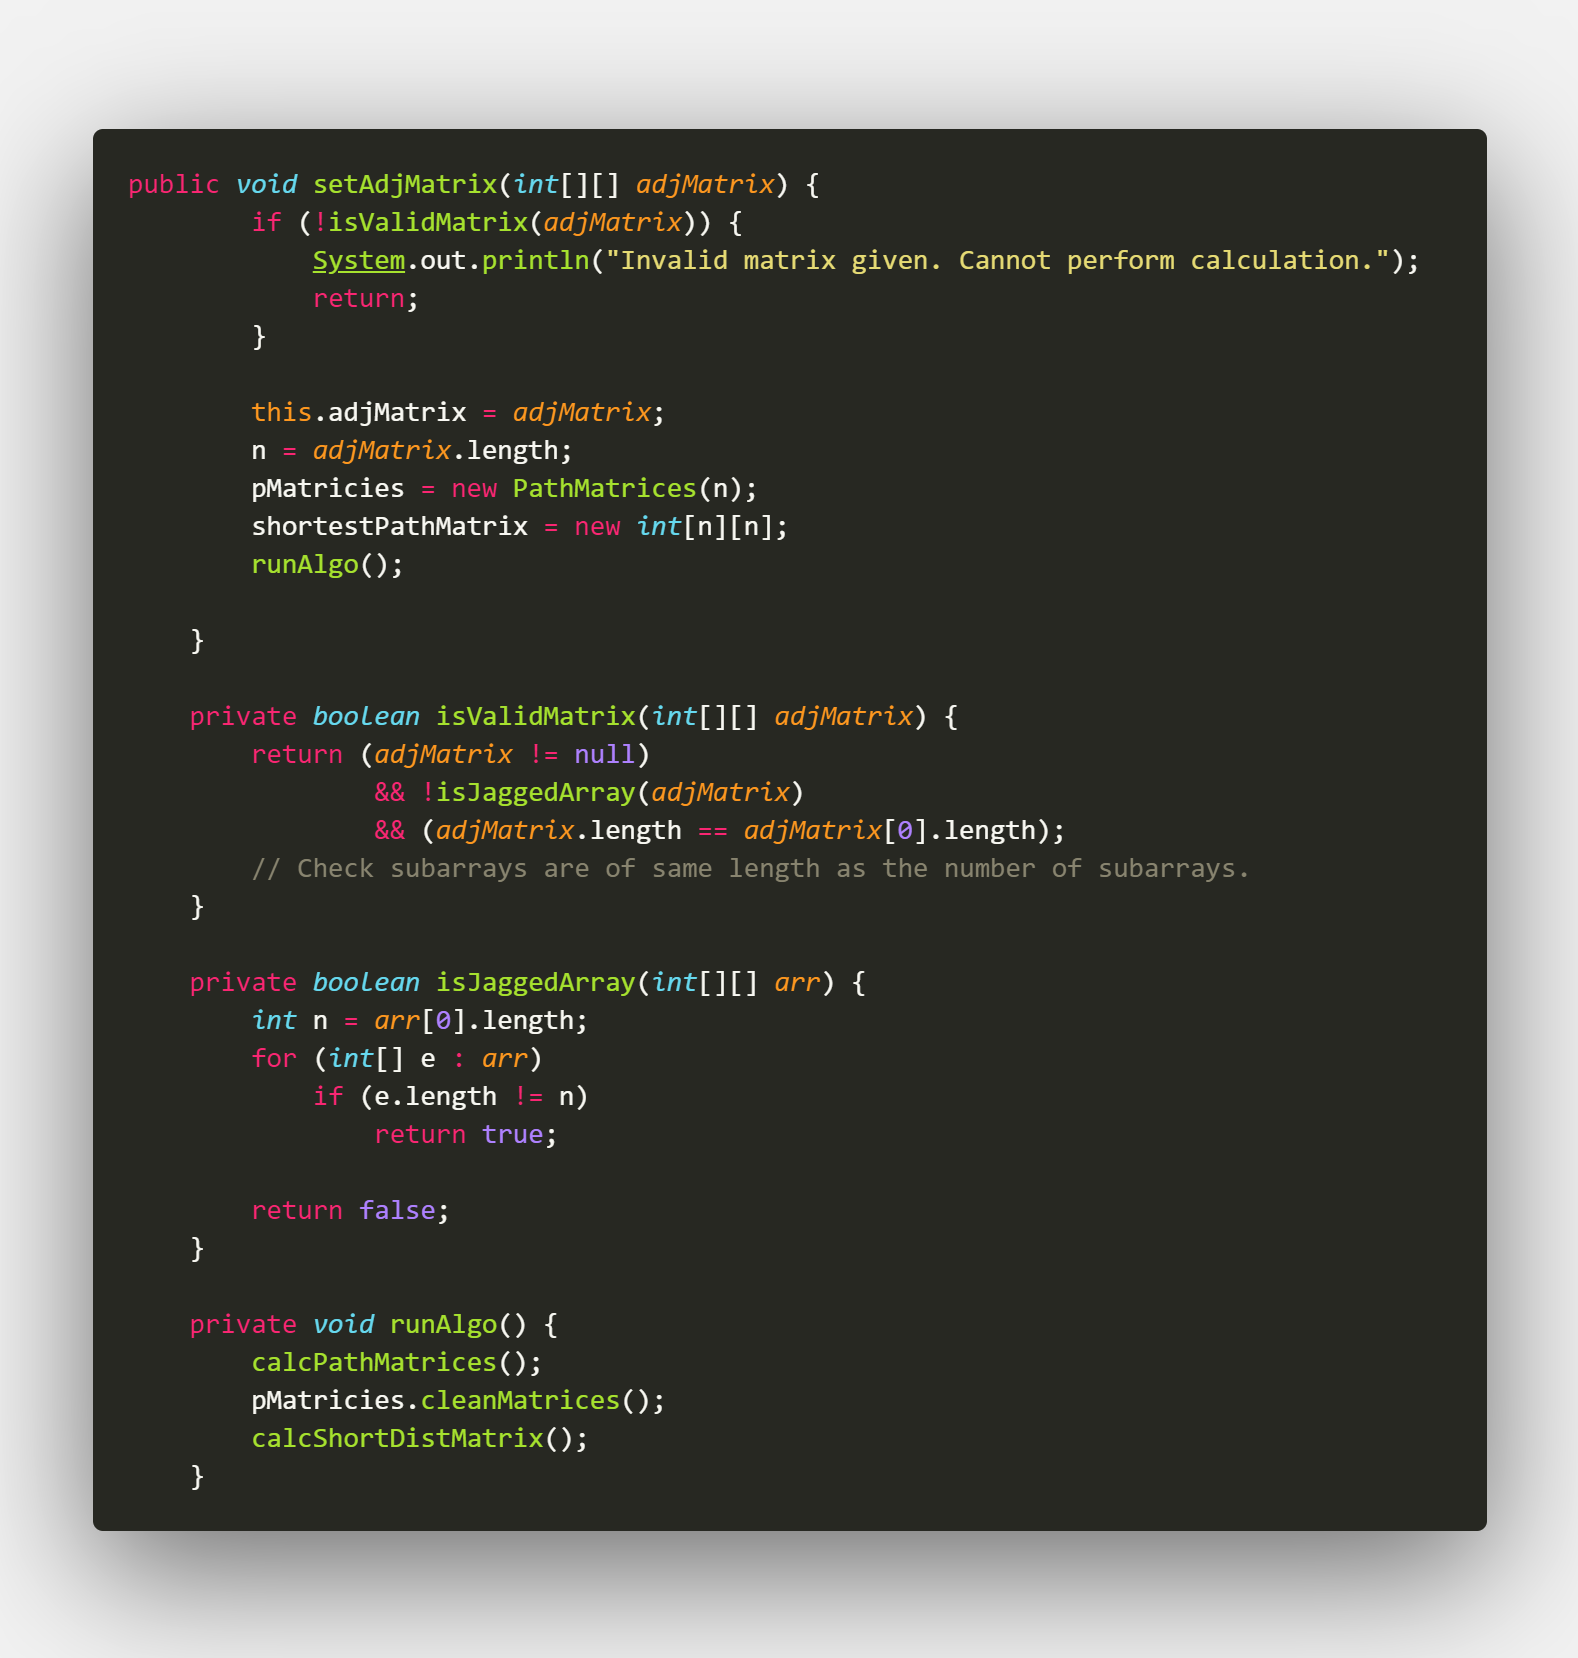 public void setAdjMatrix(int[][] adjMatrix) {
        if (!isValidMatrix(adjMatrix)) {
            System.out.println("Invalid matrix given. Cannot perform calculation.");
            return;
        }

        this.adjMatrix = adjMatrix;
        n = adjMatrix.length;
        pMatricies = new PathMatrices(n);
        shortestPathMatrix = new int[n][n];
        runAlgo();

    }

    private boolean isValidMatrix(int[][] adjMatrix) {
        return (adjMatrix != null)
                && !isJaggedArray(adjMatrix)
                && (adjMatrix.length == adjMatrix[0].length);
        // Check subarrays are of same length as the number of subarrays.
    }

    private boolean isJaggedArray(int[][] arr) {
        int n = arr[0].length;
        for (int[] e : arr)
            if (e.length != n)
                return true;

        return false;
    }

    private void runAlgo() {
        calcPathMatrices();
        pMatricies.cleanMatrices();
        calcShortDistMatrix();
    }